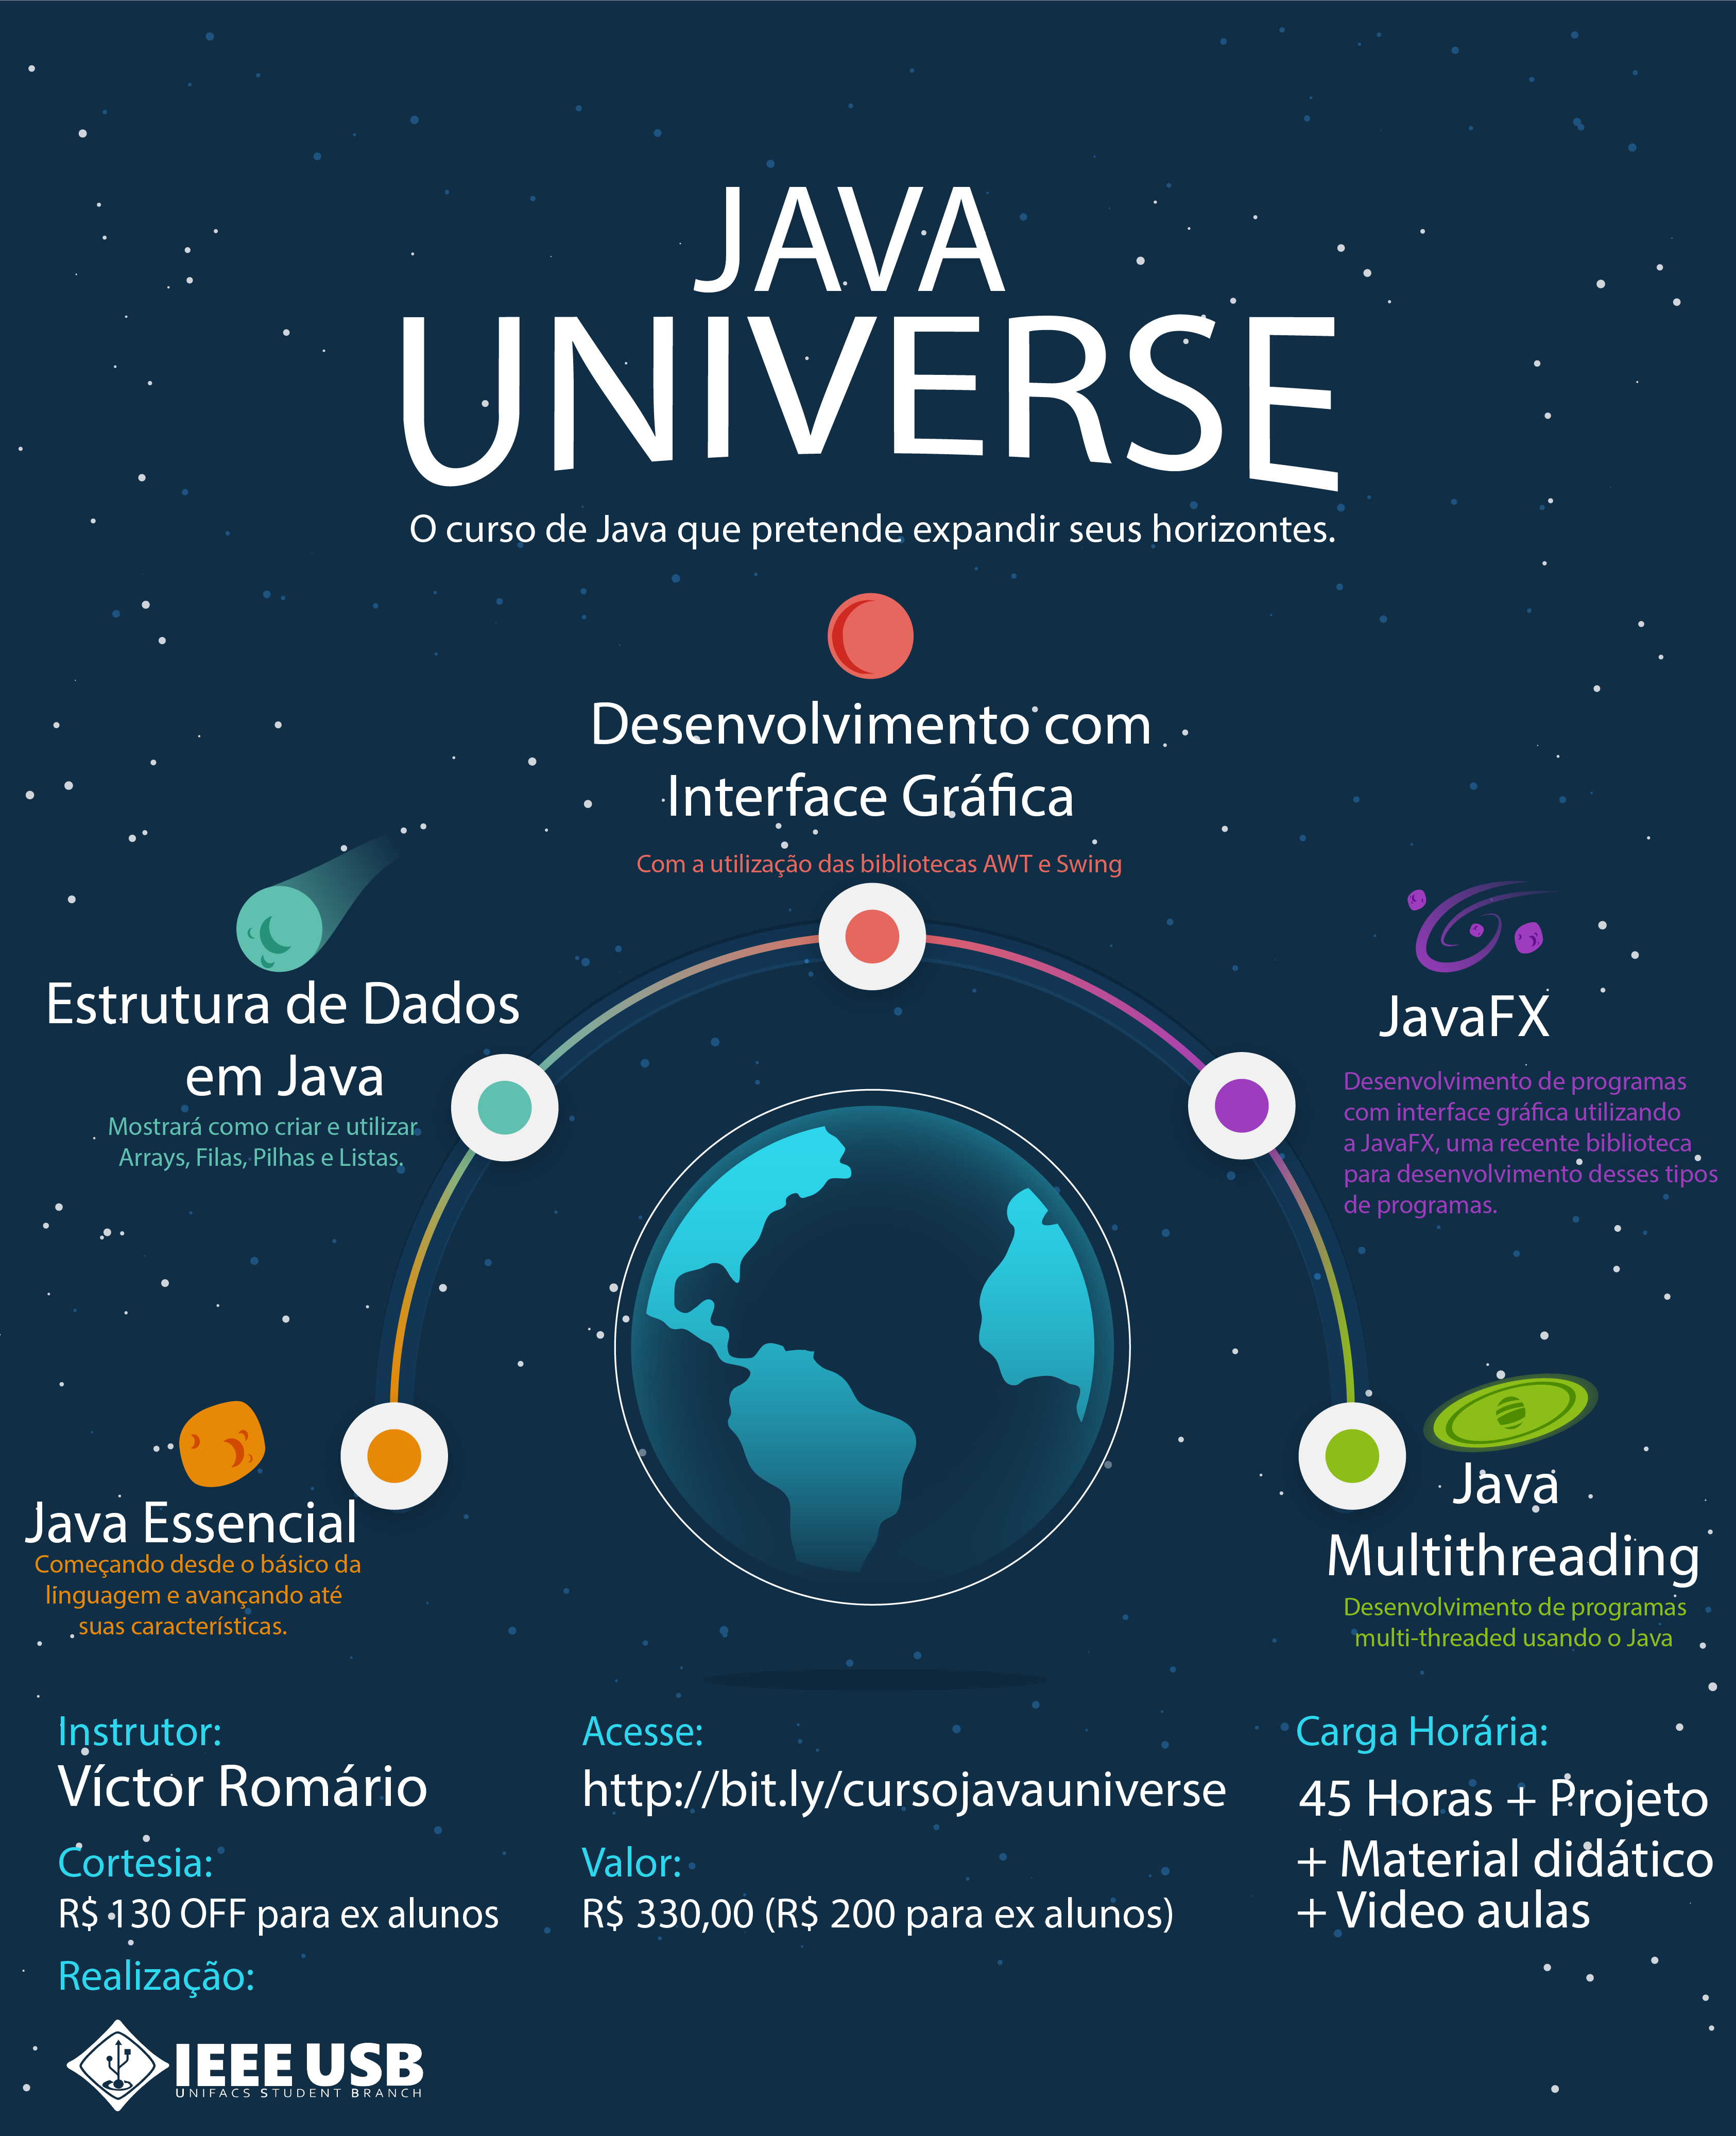 JAVA
UNIVERSE
O curso de Java que pretende expandir seus horizontes.
Desenvolvimento com
Interface Gráfica
Com a utilização das bibliotecas AWT e Swing
Estrutura de Dados
em Java
Mostrará como criar e utilizar
Arrays, Filas, Pilhas e Listas.
JavaFX
Desenvolvimento de programas
com interface gráfica utilizando
a JavaFX, uma recente biblioteca
para desenvolvimento desses tipos
de programas.
Java Essencial
Começando desde o básico da
linguagem e avançando até
suas características.
Java
Multithreading
Desenvolvimento de programas
multi-threaded usando o Java
Instrutor:
Víctor Romário
Cortesia:
R$ 130 OFF para ex alunos
Realização:
IEEE USB
UNIFACS STUDENT BRANCH
Acesse:
http://bit.ly/cursojavauniverse
Valor:
R$ 330,00 (R$ 200 para ex alunos)
Carga Horária:
45 Horas + Projeto
+ Material didático
+ Video aulas